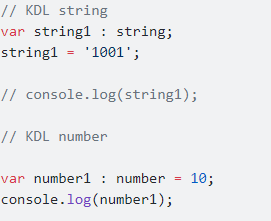 // KDL string
var string1 : string;
string1 = '1001';
// console.log(string1);
// KDL number
var number1 : number = 10;
console.log(number1);